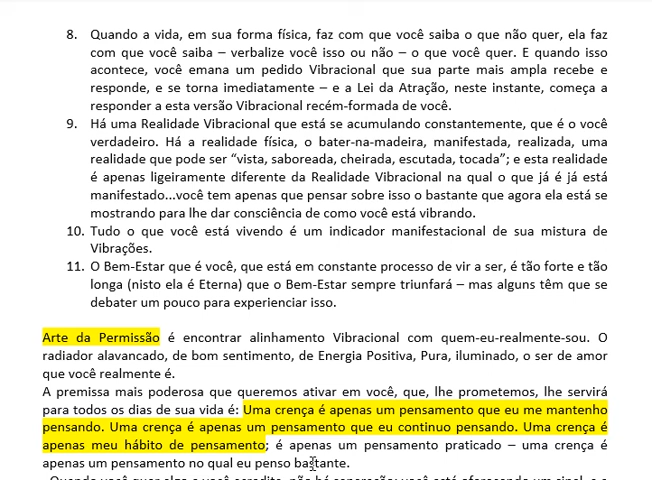 8. Quando a vida, em sua forma física, faz com que você saiba o que não quer, ela faz
com que você saiba – verbalize você isso ou não – o que você quer. E quando isso
acontece, você emana um pedido Vibracional que sua parte mais ampla recebe e
responde, e se torna imediatamente – e a Lei da Atração, neste instante, começa a
responder a esta versão Vibracional recém-formada de você.
9. Há uma Realidade Vibracional que está se acumulando constantemente, que é o você
verdadeiro. Há a realidade física, o bater-na-madeira, manifestada, realizada, uma
realidade que pode ser “vista, saboreada, cheirada, escutada, tocada”; e esta realidade
é apenas ligeiramente diferente da Realidade Vibracional na qual o que já é já está
manifestado...você tem apenas que pensar sobre isso o bastante que agora ela está se
mostrando para lhe dar consciência de como você está vibrando.
10. Tudo o que você está vivendo é um indicador manifestacional de sua mistura de
Vibrações.
11. O Bem-Estar que é você, que está em constante processo de vir a ser, é tão forte e tão
longa (nisto ela é Eterna) que o Bem-Estar sempre triunfará – mas alguns têm que se
debater um pouco para experienciar isso.
Arte da Permissão é encontrar alinhamento Vibracional com quem-eu-realmente-sou. O
radiador alavancado, de bom sentimento, de Energia Positiva, Pura, iluminado, o ser de amor
que você realmente é.
A premissa mais poderosa que queremos ativar em você, que, lhe prometemos, lhe servirá
para todos os dias de sua vida é: Uma crença é apenas um pensamento que eu me mantenho
pensando. Uma crença é apenas um pensamento que eu continuo pensando. Uma crença é
apenas meu hábito de pensamento; é apenas um pensamento praticado – uma crença é
apenas um pensamento no qual eu penso bastante.